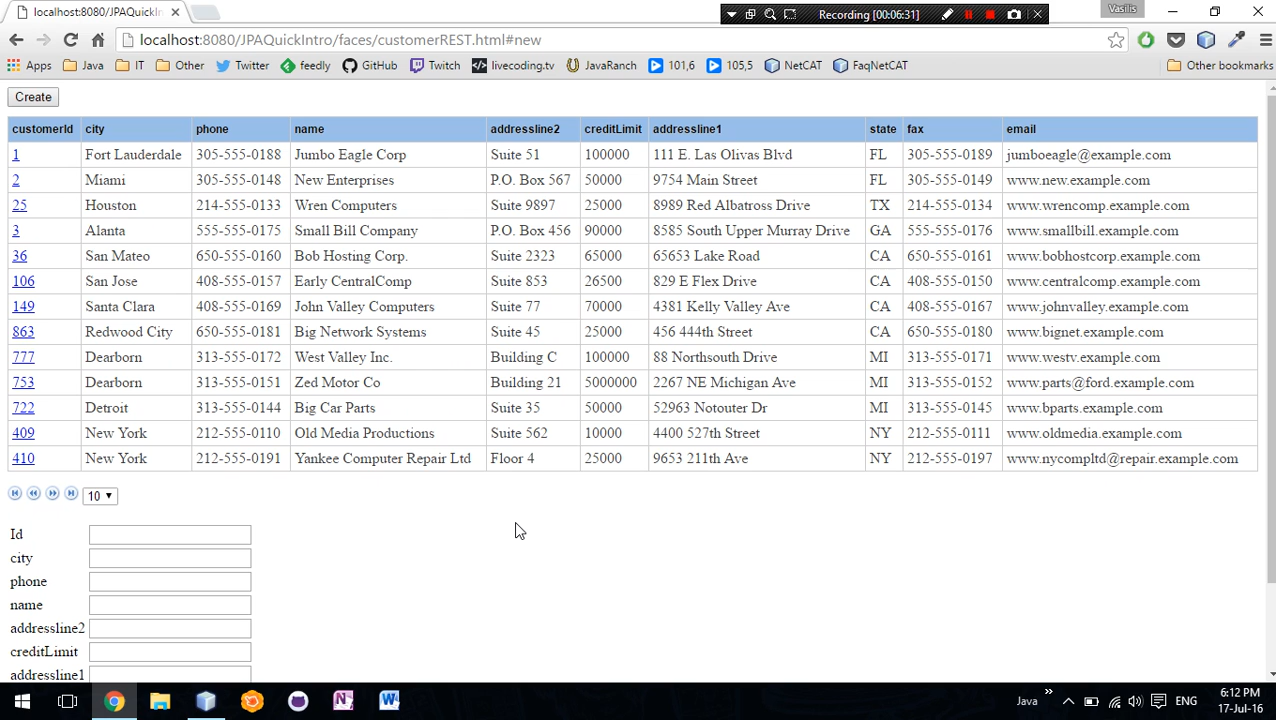 localhost:8080/JPAQuickIn
Recording [00:06:31]
Vasilis
localhost:8080/JPAQuickIntro/faces/customerREST.html#new
Apps Java IT Other Twitter feedly GitHub Twitch livecoding.tv JavaRanch 101,6 105,5 NetCAT FaqNetCAT Other bookmarks
Create
customerId city phone name addressline2 creditLimit addressline1 state fax email
1 Fort Lauderdale 305-555-0188 Jumbo Eagle Corp Suite 51 100000 111 E. Las Olivas Blvd FL 305-555-0189 jumboeagle@example.com
2 Miami 305-555-0148 New Enterprises P.O. Box 567 50000 9754 Main Street FL 305-555-0149 www.new.example.com
25 Houston 214-555-0133 Wren Computers Suite 9897 25000 8989 Red Albatross Drive TX 214-555-0134 www.wrencomp.example.com
3 Alanta 555-555-0175 Small Bill Company P.O. Box 456 90000 8585 South Upper Murray Drive GA 555-555-0176 www.smallbill.example.com
36 San Mateo 650-555-0160 Bob Hosting Corp. Suite 2323 65000 65653 Lake Road CA 650-555-0161 www.bobhostcorp.example.com
106 San Jose 408-555-0157 Early CentralComp Suite 853 26500 829 E Flex Drive CA 408-555-0150 www.centralcomp.example.com
149 Santa Clara 408-555-0169 John Valley Computers Suite 77 70000 4381 Kelly Valley Ave CA 408-555-0167 www.johnvalley.example.com
863 Redwood City 650-555-0181 Big Network Systems Suite 45 25000 456 444th Street CA 650-555-0180 www.bignet.example.com
777 Dearborn 313-555-0172 West Valley Inc. Building C 100000 88 Northsouth Drive MI 313-555-0171 www.westv.example.com
753 Dearborn 313-555-0151 Zed Motor Co Building 21 5000000 2267 NE Michigan Ave MI 313-555-0152 www.parts@ford.example.com
722 Detroit 313-555-0144 Big Car Parts Suite 35 50000 52963 Notouter Dr MI 313-555-0145 www.bparts.example.com
409 New York 212-555-0110 Old Media Productions Suite 562 10000 4400 527th Street NY 212-555-0111 www.oldmedia.example.com
410 New York 212-555-0191 Yankee Computer Repair Ltd Floor 4 25000 9653 211th Ave NY 212-555-0197 www.nycompltd@repair.example.com
10
Id
city
phone
name
addressline2
creditLimit
addressline1
Java ENG 6:12 PM
17-Jul-16